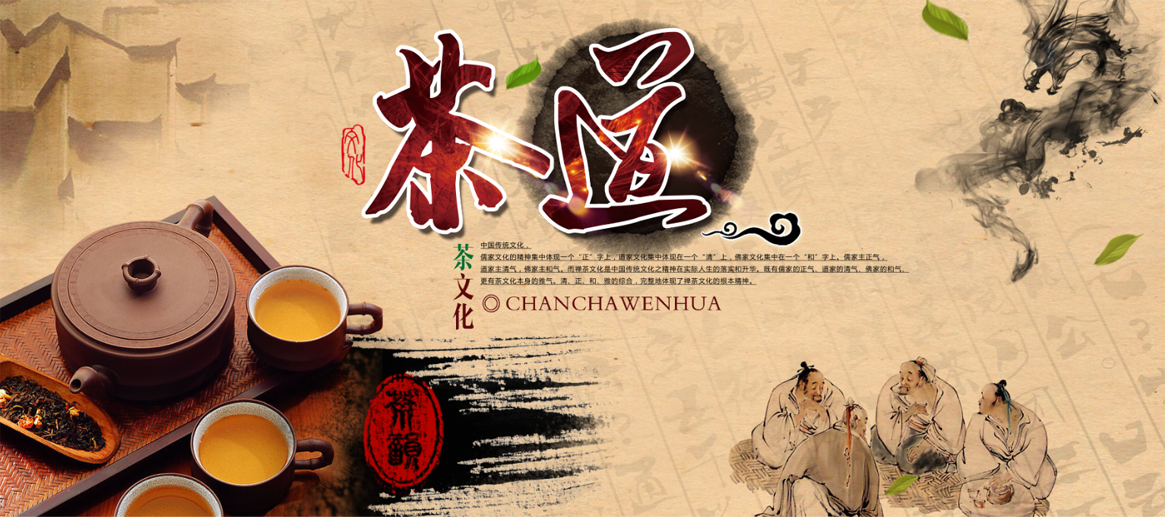 茶道
文化
茶文化
中国传统文化，
儒家文化的精神集中体现一个“正”字上，道家文化集中体现在一个“清”上，佛家文化集中在一个“和”字上。儒家主正气，
道家主清气，佛家主和气。而禅茶文化是中国传统文化之精神在实际人生的落实和升华。既有儒家的正气、道家的清气、佛家的和气、
更有茶文化本身的雅气。清、正、和、雅的综合，完整地体现了禅茶文化的根本精神。
◎ CHANCHAWENHUA
茶韻